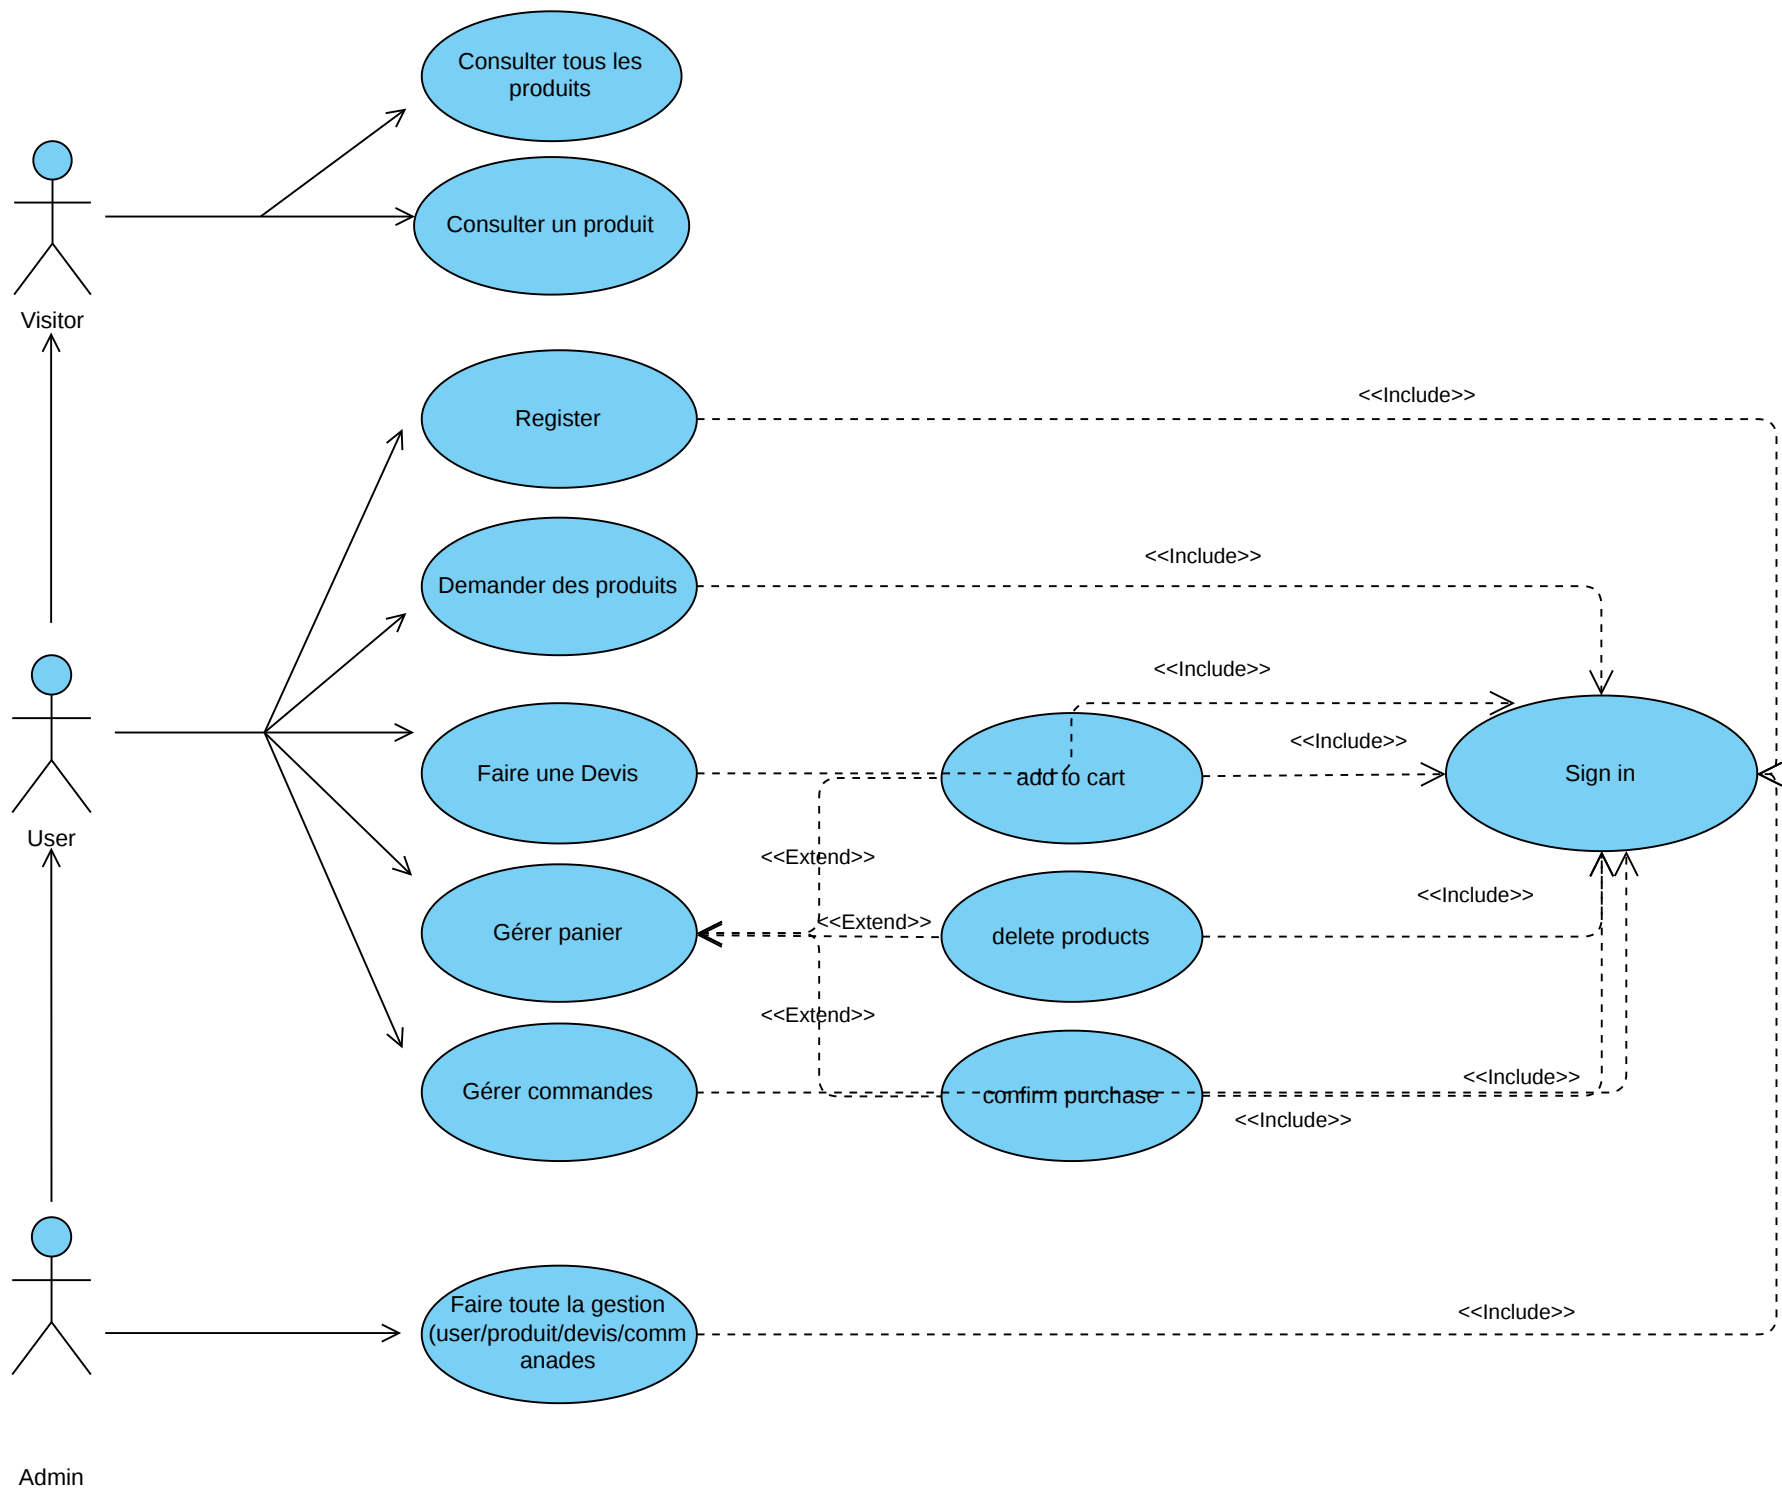 Consulter tous les
produits
Consulter un produit
Visitor
Register
<<Include>>
Demander des produits
<<Include>>
<<Include>>
Faire une Devis
add to cart
<<Include>>
Sign in
User
<<Extend>>
Gérer panier
<<Extend>>
delete products
<<Include>>
<<Extend>>
Gérer commandes
confirm purchase
<<Include>>
<<Include>>
Faire toute la gestion
(user/produit/devis/comm
anades
<<Include>>
Admin